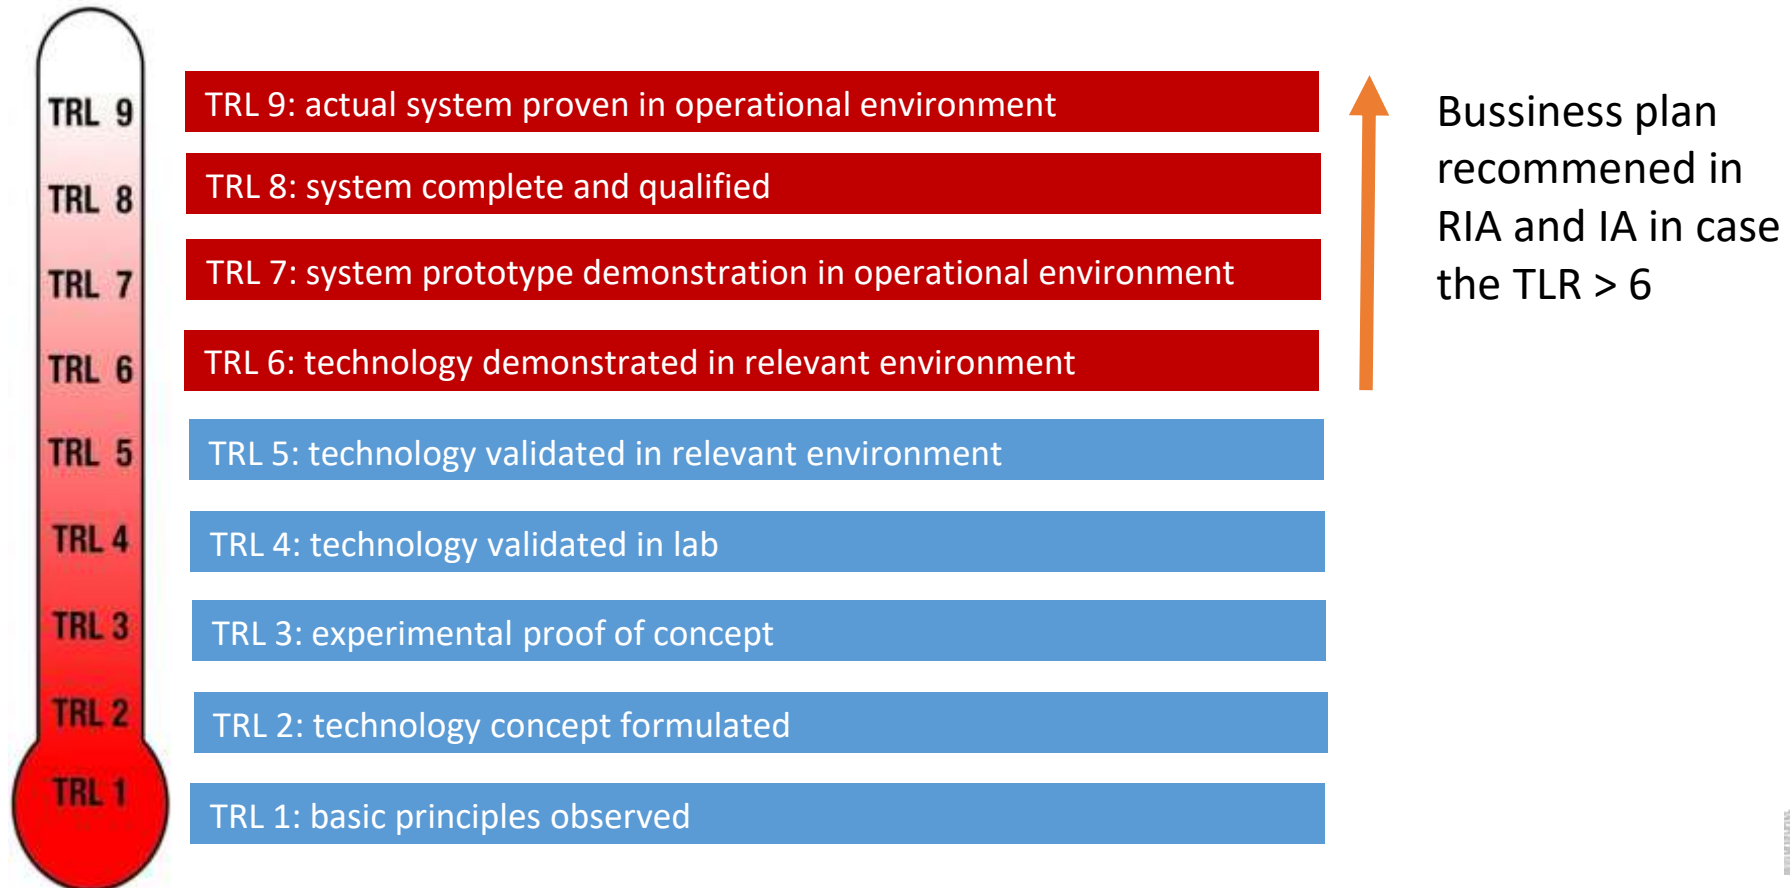 TRL 9
TRL 8
TRL 7
TRL 6
TRL 5
TRL 4
TRL 3
TRL 2
TRL 1
TRL 9: actual system proven in operational environment
TRL 8: system complete and qualified
TRL 7: system prototype demonstration in operational environment
TRL 6: technology demonstrated in relevant environment
TRL 5: technology validated in relevant environment
TRL 4: technology validated in lab
TRL 3: experimental proof of concept
TRL 2: technology concept formulated
TRL 1: basic principles observed
Bussiness plan
recommened in
RIA and IA in case
the TLR > 6